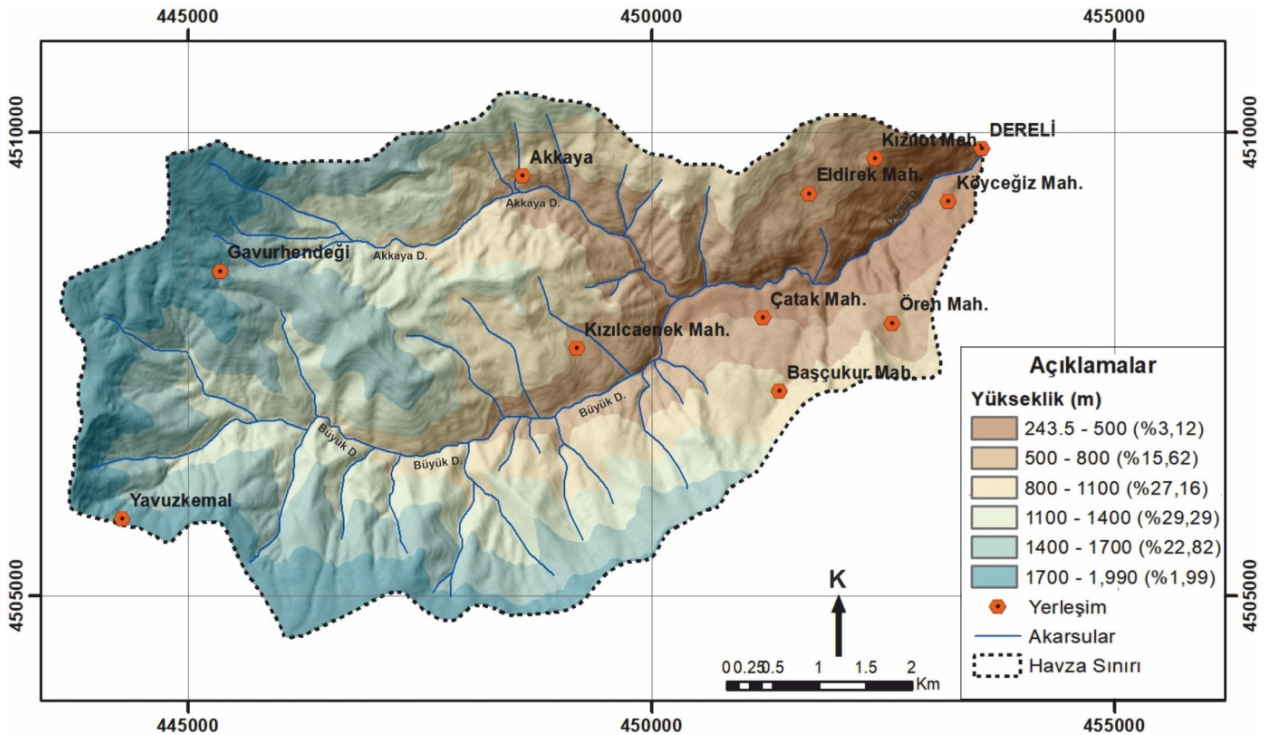 445000
450000
455000
4510000
4510000
DERELİ
Kızılot Mah.
Akkaya
Eldirek Mah.
Köyceğiz Mah.
Akkaya D.
Dereli D.
Gavurhendeği
Akkaya D.
Çatak Mah.
Ören Mah.
Kızılcaenek Mah.
Başçukur Mah.
Büyük D.
Büyük D.
Büyük D.
Yavuzkemal
Açıklamalar
Yükseklik (m)
243.5 - 500 (%3,12)
500 - 800 (%15,62)
800 - 1100 (%27,16)
1100 - 1400 (%29,29)
1400 - 1700 (%22,82)
1700 - 1,990 (%1,99)
Yerleşim
Akarsular
Havza Sınırı
K
0 0.25 0.5 1 1.5 2
Km
4505000
4505000
445000
450000
455000